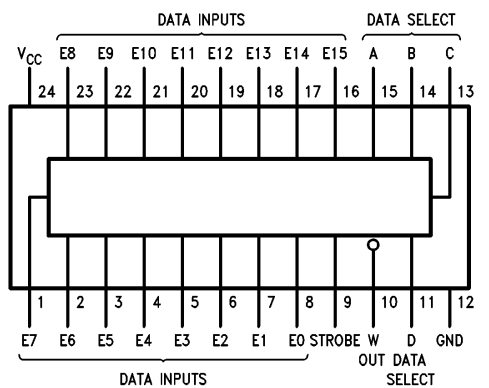 DATA INPUTS DATA SELECT
VCC E8 E9 E10 E11 E12 E13 E14 E15 A B C
24 23 22 21 20 19 18 17 16 15 14 13
1 2 3 4 5 6 7 8 9 10 11 12
E7 E6 E5 E4 E3 E2 E1 E0 STROBE W D GND
OUT DATA
DATA INPUTS SELECT